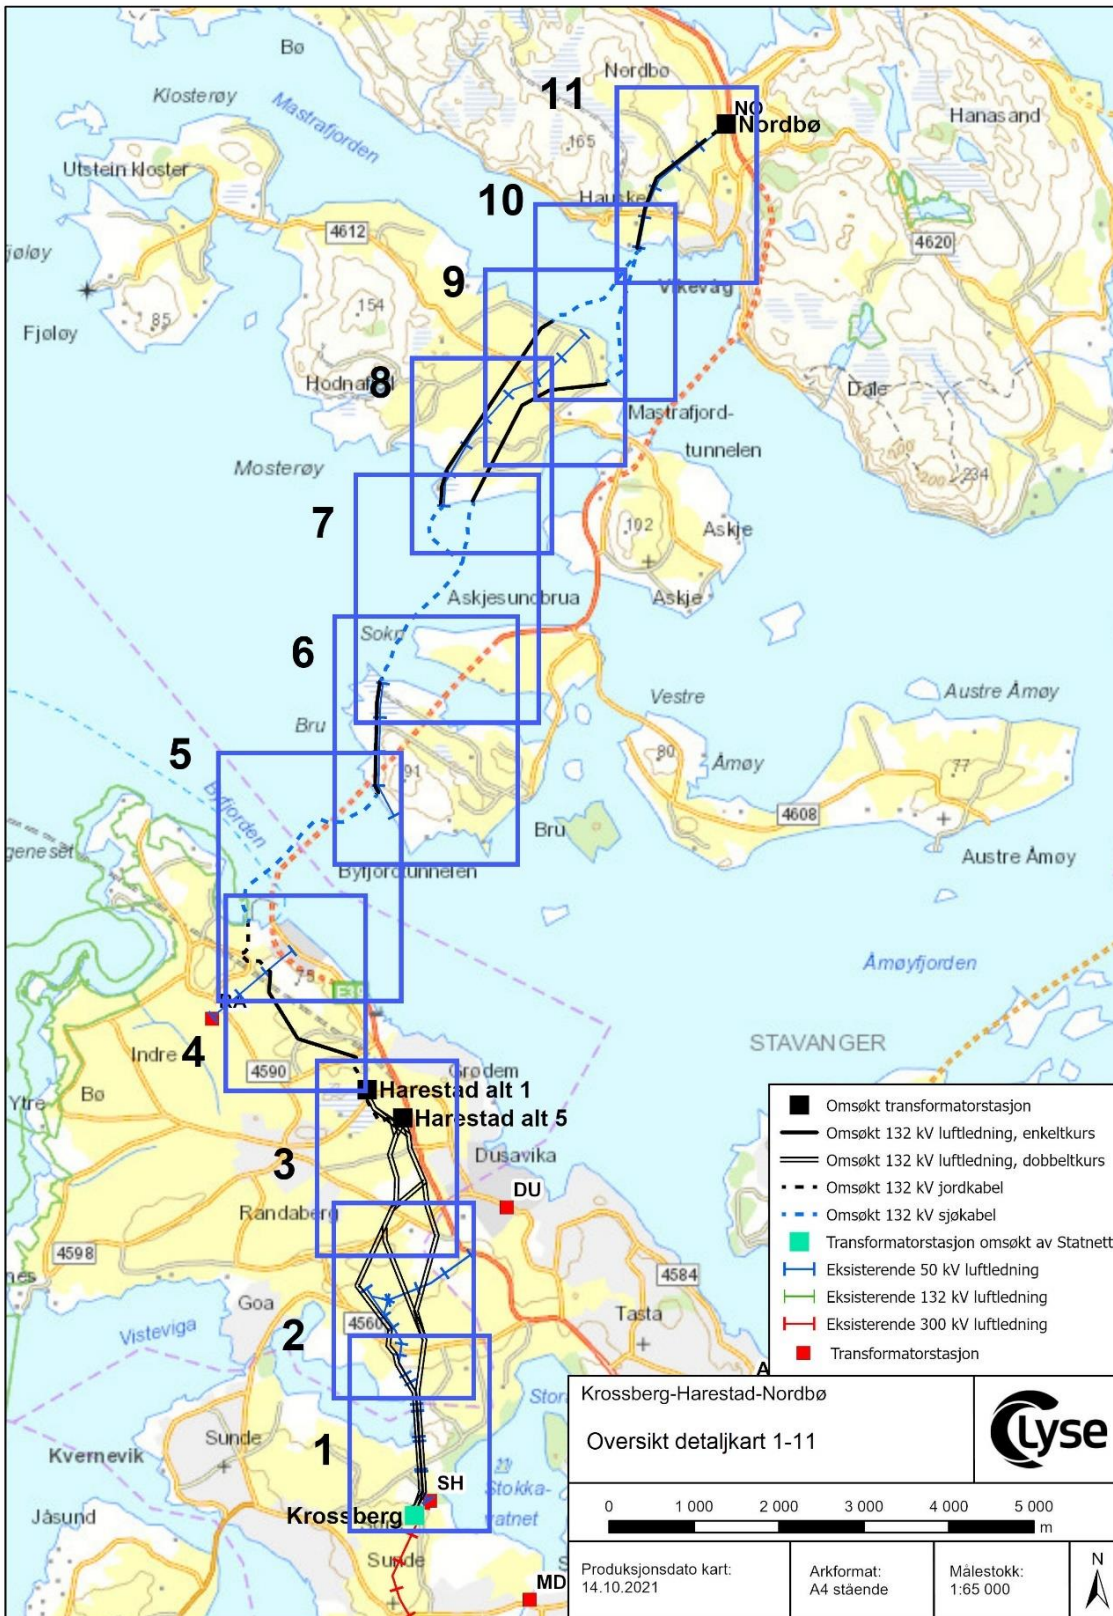 Bø
Nordbø
11
NO
Nordbø
Klosterøy
Mastrafjorden
Hanasand
165
Utstein kloster
10
Hauske
4612
4620
9
Vikevåg
154
85
Fjøløy
8
Dale
Mastrafjord-
tunnelen
200
200
234
Mosterøy
7
102
Askje
Askjesundbrua
Askje
6
Vestre
Austre Åmøy
Bru
5
91
80
Åmøy
77
Byfjorden
4608
Bru
Austre Åmøy
Byfjordtunnelen
Åmøyfjorden
RA
STAVANGER
Indre
4
4590
Grødem
Bø
Ytre
Harestad alt 1
Harestad alt 5
3
Dusavika
DU
Randaberg
4598
4584
Goa
Tasta
Visteviga
2
4560
1
Kvernevik
Sunde
SH
Stokka-
vatnet
Krossberg
Jåsund
Sunde
MD
Omsøkt transformatorstasjon
Omsøkt 132 kV luftledning, enkeltkurs
Omsøkt 132 kV luftledning, dobbeltkurs
Omsøkt 132 kV jordkabel
Omsøkt 132 kV sjøkabel
Transformatorstasjon omsøkt av Statnett
Eksisterende 50 kV luftledning
Eksisterende 132 kV luftledning
Eksisterende 300 kV luftledning
Transformatorstasjon
Krossberg-Harestad-Nordbø
Oversikt detaljkart 1-11
Lyse
0 1 000 2 000 3 000 4 000 5 000
m
Produksjonsdato kart:
14.10.2021
Arkformat:
A4 stående
Målestokk:
1:65 000
N